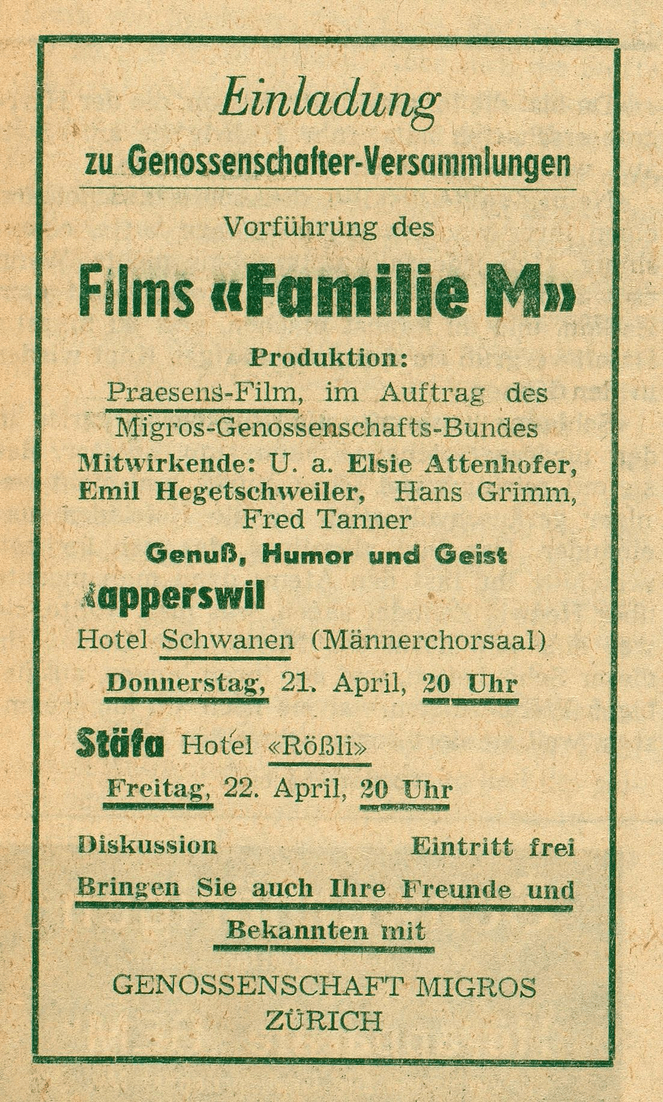 Einladung
zu Genossenschafter-Versammlungen
Vorführung des
Films «Familie M»
Produktion:
Praesens-Film, im Auftrag des
Migros-Genossenschafts-Bundes
Mitwirkende: U. a. Elsie Attenhofer,
Emil Hegetschweiler, Hans Grimm,
Fred Tanner
Genuß, Humor und Geist
Rapperswil
Hotel Schwanen (Männerchorsaal)
Donnerstag, 21. April, 20 Uhr
Stäfa Hotel «Rößli»
Freitag, 22. April, 20 Uhr
Diskussion Eintritt frei
Bringen Sie auch Ihre Freunde und
Bekannten mit
GENOSSENSCHAFT MIGROS
ZÜRICH